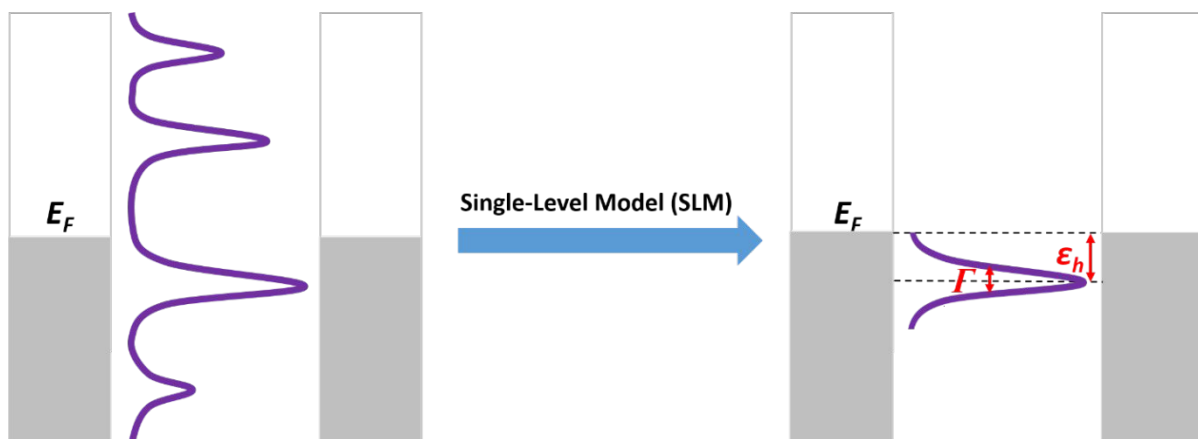 E_F
Single-Level Model (SLM)
E_F
ε_h
Γ